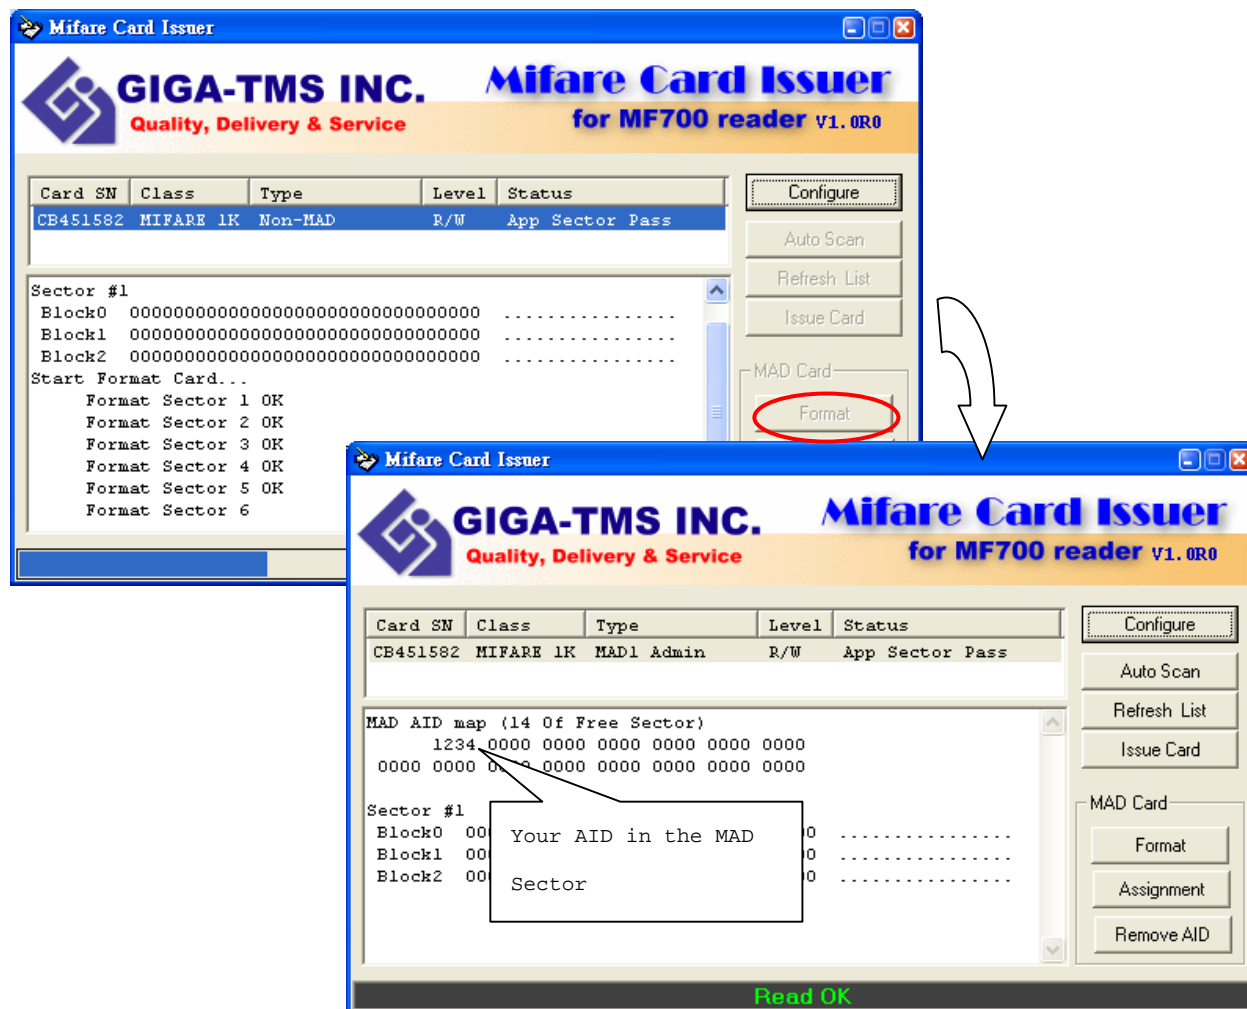 Mifare Card Issuer
GIGA-TMS INC.
Quality, Delivery & Service
Mifare Card Issuer
for MF700 reader V1.0R0
Card SN Class Type Level Status
CB451582 MIFARE 1K Non-MAD R/W App Sector Pass
Configure
Auto Scan
Refresh List
Issue Card
MAD Card
Format
Sector #1
Block0 00000000000000000000000000000000 ................
Block1 00000000000000000000000000000000 ................
Block2 00000000000000000000000000000000 ................
Start Format Card...
Format Sector 1 OK
Format Sector 2 OK
Format Sector 3 OK
Format Sector 4 OK
Format Sector 5 OK
Format Sector 6
Mifare Card Issuer
GIGA-TMS INC.
Quality, Delivery & Service
Mifare Card Issuer
for MF700 reader V1.0R0
Card SN Class Type Level Status
CB451582 MIFARE 1K MAD1 Admin R/W App Sector Pass
Configure
Auto Scan
Refresh List
Issue Card
MAD Card
Format
Assignment
Remove AID
MAD AID map (14 Of Free Sector)
1234 0000 0000 0000 0000 0000 0000
0000 0000 0000 0000 0000 0000 0000 0000
Sector #1
Block0 00 0 ................
Block1 00 0 ................
Block2 00 0 ................
Your AID in the MAD
Sector
Read OK